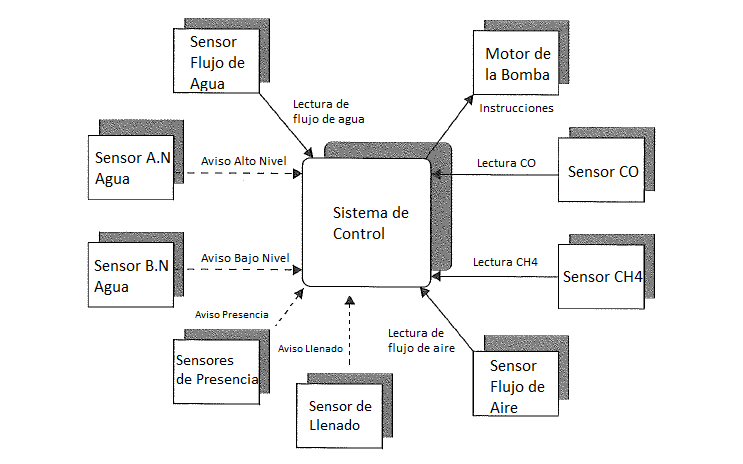 Sensor
Flujo de
Agua
Motor de
la Bomba
Lectura de
flujo de agua
Instrucciones
Sensor A.N
Agua
Aviso Alto Nivel
Lectura CO
Sensor CO
Sistema de
Control
Sensor B.N
Agua
Aviso Bajo Nivel
Lectura CH4
Sensor CH4
Aviso Presencia
Aviso Llenado
Lectura de
flujo de aire
Sensores
de Presencia
Sensor de
Llenado
Sensor
Flujo de
Aire